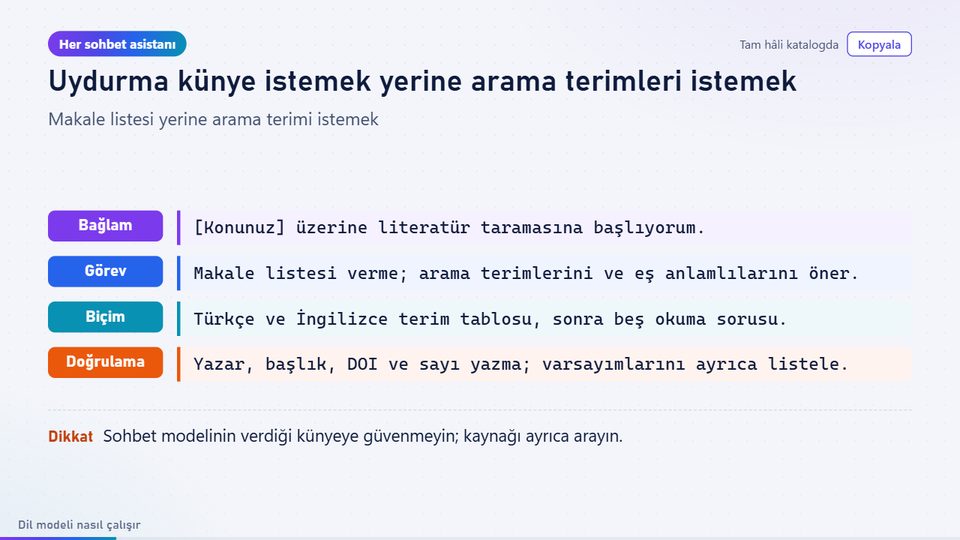 Her sohbet asistanı
Tam hâli katalogda
Kopyala
Uydurma künye istemek yerine arama terimleri istemek
Makale listesi yerine arama terimi istemek
Bağlam
[Konunuz] üzerine literatür taramasına başlıyorum.
Görev
Makale listesi verme; arama terimlerini ve eş anlamlılarını öner.
Biçim
Türkçe ve İngilizce terim tablosu, sonra beş okuma sorusu.
Doğrulama
Yazar, başlık, DOI ve sayı yazma; varsayımlarını ayrıca listele.
Dikkat Sohbet modelinin verdiği künyeye güvenmeyin; kaynağı ayrıca arayın.
Dil modeli nasıl çalışır